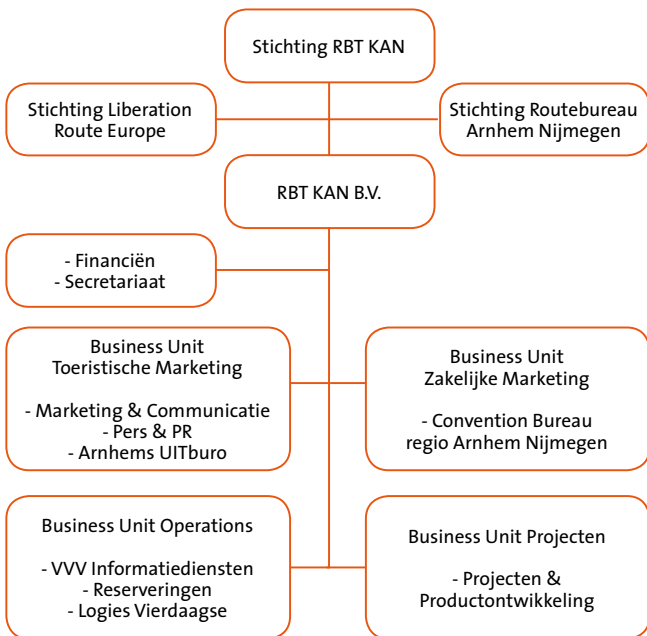 Stichting RBT KAN
Stichting Liberation
Route Europe
Stichting Routebureau
Arnhem Nijmegen
RBT KAN B.V.
- Financiën
- Secretariaat
Business Unit
Toeristische Marketing
- Marketing & Communicatie
- Pers & PR
- Arnhems UITburo
Business Unit
Zakelijke Marketing
- Convention Bureau
regio Arnhem Nijmegen
Business Unit Operations
- VVV Informatiediensten
- Reserveringen
- Logies Vierdaagse
Business Unit Projecten
- Projecten &
Productontwikkeling